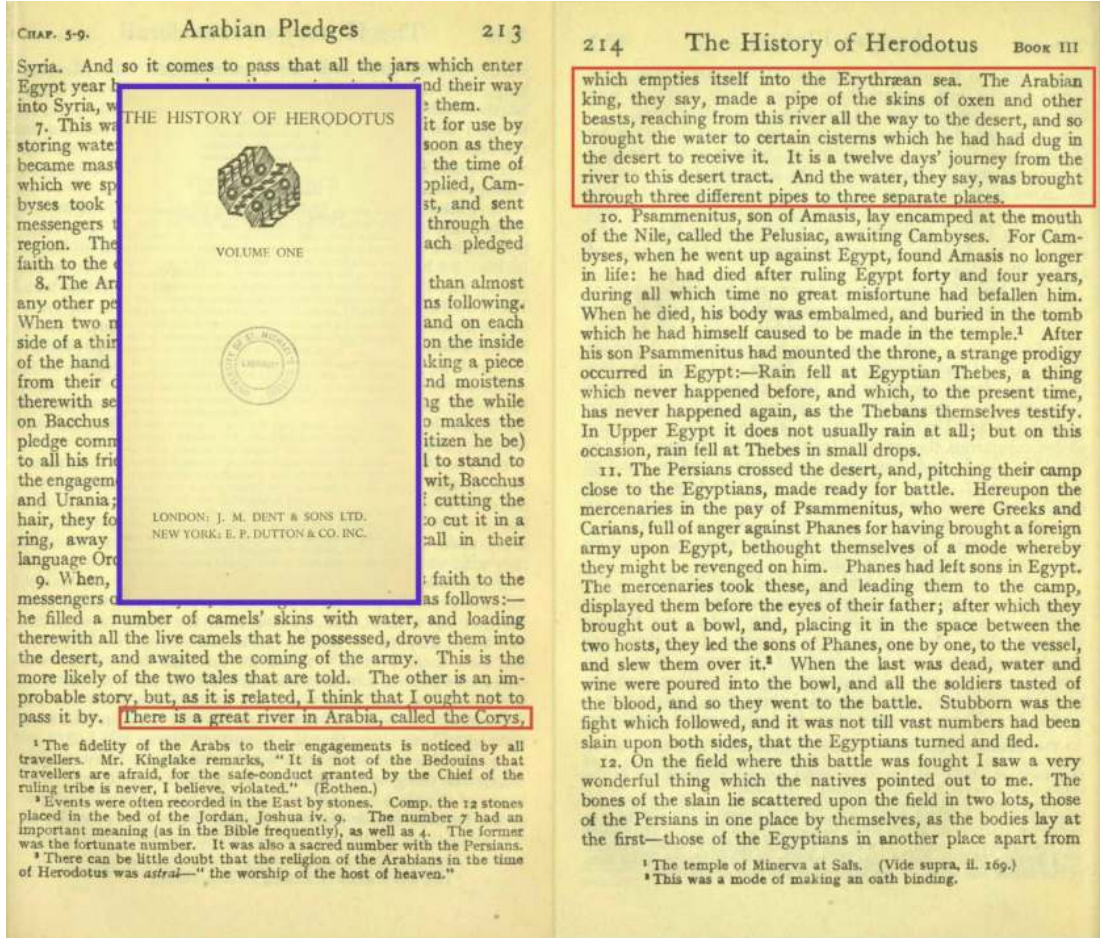 CHAP. 5-9. Arabian Pledges 213
Syria. And so it comes to pass that all the jars which enter
Egypt year nd their way
into Syria, w them.
7. This wa it for use by
storing wate soon as they
became mas the time of
which we sp pplied, Cam-
byses took st, and sent
messengers through the
region. The ach pledged
faith to the
8. The Ar than almost
any other pe ns following.
When two and on each
side of a thir on the inside
of the hand king a piece
from their nd moistens
therewith se ng the while
on Bacchus makes the
pledge comm itizen he be)
to all his frie l to stand to
the engagem wit, Bacchus
and Urania; cutting the
hair, they fo to cut it in a
ring, away call in their
language Oro
9. When, faith to the
messengers as follows:—
he filled a number of camels' skins with water, and loading
therewith all the live camels that he possessed, drove them into
the desert, and awaited the coming of the army. This is the
more likely of the two tales that are told. The other is an im-
probable story, but, as it is related, I think that I ought not to
pass it by. There is a great river in Arabia, called the Corys,
¹ The fidelity of the Arabs to their engagements is noticed by all
travellers. Mr. Kinglake remarks, “It is not of the Bedouins that
travellers are afraid, for the safe-conduct granted by the Chief of the
ruling tribe is never, I believe, violated.” (Eothen.)
² Events were often recorded in the East by stones. Comp. the 12 stones
placed in the bed of the Jordan, Joshua iv. 9. The number 7 had an
important meaning (as in the Bible frequently), as well as 4. The former
was the fortunate number. It was also a sacred number with the Persians.
³ There can be little doubt that the religion of the Arabians in the time
of Herodotus was astral—“the worship of the host of heaven.”
THE HISTORY OF HERODOTUS
VOLUME ONE
LIBRARY
LONDON: J. M. DENT & SONS LTD.
NEW YORK: E. P. DUTTON & CO. INC.
214 The History of Herodotus BOOK III
which empties itself into the Erythræan sea. The Arabian
king, they say, made a pipe of the skins of oxen and other
beasts, reaching from this river all the way to the desert, and so
brought the water to certain cisterns which he had had dug in
the desert to receive it. It is a twelve days' journey from the
river to this desert tract. And the water, they say, was brought
through three different pipes to three separate places.
10. Psammenitus, son of Amasis, lay encamped at the mouth
of the Nile, called the Pelusiac, awaiting Cambyses. For Cam-
byses, when he went up against Egypt, found Amasis no longer
in life: he had died after ruling Egypt forty and four years,
during all which time no great misfortune had befallen him.
When he died, his body was embalmed, and buried in the tomb
which he had himself caused to be made in the temple.¹ After
his son Psammenitus had mounted the throne, a strange prodigy
occurred in Egypt:—Rain fell at Egyptian Thebes, a thing
which never happened before, and which, to the present time,
has never happened again, as the Thebans themselves testify.
In Upper Egypt it does not usually rain at all; but on this
occasion, rain fell at Thebes in small drops.
11. The Persians crossed the desert, and, pitching their camp
close to the Egyptians, made ready for battle. Hereupon the
mercenaries in the pay of Psammenitus, who were Greeks and
Carians, full of anger against Phanes for having brought a foreign
army upon Egypt, bethought themselves of a mode whereby
they might be revenged on him. Phanes had left sons in Egypt.
The mercenaries took these, and leading them to the camp,
displayed them before the eyes of their father; after which they
brought out a bowl, and, placing it in the space between the
two hosts, they led the sons of Phanes, one by one, to the vessel,
and slew them over it.² When the last was dead, water and
wine were poured into the bowl, and all the soldiers tasted of
the blood, and so they went to the battle. Stubborn was the
fight which followed, and it was not till vast numbers had been
slain upon both sides, that the Egyptians turned and fled.
12. On the field where this battle was fought I saw a very
wonderful thing which the natives pointed out to me. The
bones of the slain lie scattered upon the field in two lots, those
of the Persians in one place by themselves, as the bodies lay at
the first—those of the Egyptians in another place apart from
¹ The temple of Minerva at Saïs. (Vide supra, ii. 169.)
² This was a mode of making an oath binding.